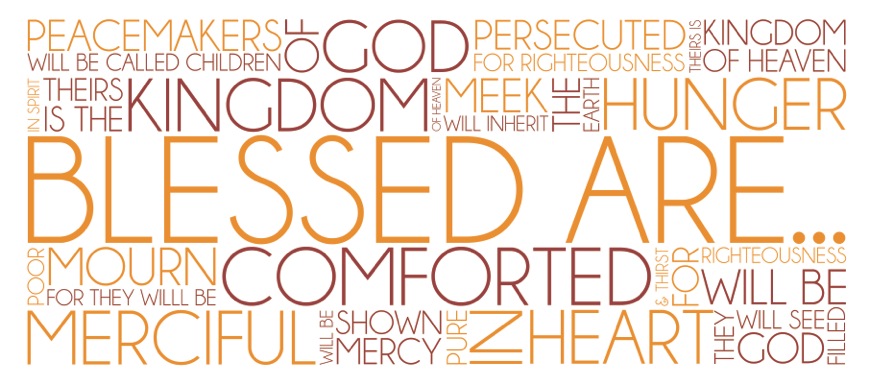 PEACEMAKERS
WILL BE CALLED CHILDREN
OF
GOD
PERSECUTED
FOR RIGHTEOUSNESS
THEIRS IS
KINGDOM
OF HEAVEN
IN SPIRIT
THEIRS
IS THE
KINGDOM
OF HEAVEN
MEEK
WILL INHERIT
THE
EARTH
HUNGER
BLESSED ARE...
POOR
MOURN
FOR THEY WILLL BE
COMFORTED
& THIRST
FOR
RIGHTEOUSNESS
WILL BE
MERCIFUL
WILL BE
SHOWN
MERCY
PURE
IN
HEART
THEY
WILL SEE
GOD
FILLED